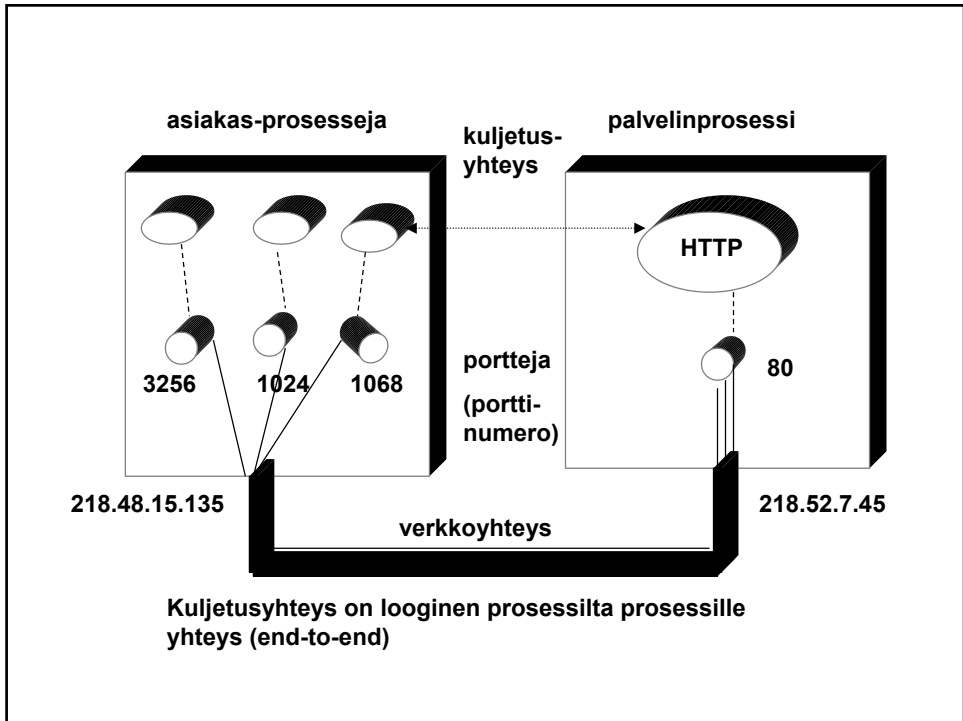 asiakas-prosesseja
palvelinprosessi
kuljetus-
yhteys
HTTP
3256
1024
1068
portteja
(portti-
numero)
80
218.48.15.135
218.52.7.45
verkkoyhteys
Kuljetusyhteys on looginen prosessilta prosessille
yhteys (end-to-end)